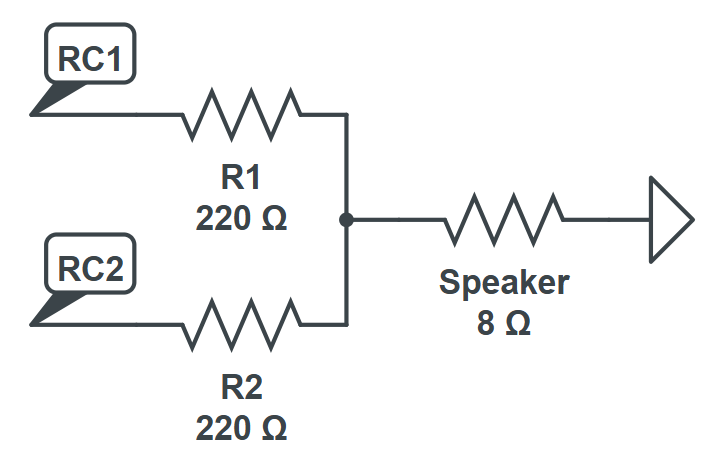 RC1
R1
220 Ω
RC2
R2
220 Ω
Speaker
8 Ω